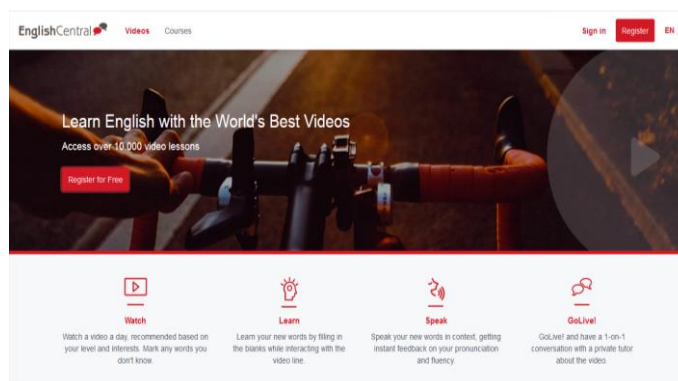 EnglishCentral Videos Courses Sign in Register EN
Learn English with the World's Best Videos
Access over 10,000 video lessons
Register for Free
Watch
Watch a video a day, recommended based on
your level and interests. Mark any words you
don't know.
Learn
Learn your new words by filling in
the blanks while interacting with the
video line.
Speak
Speak your new words in context, getting
instant feedback on your pronunciation
and fluency.
GoLive!
GoLive! and have a 1-on-1
conversation with a private tutor
about the video.